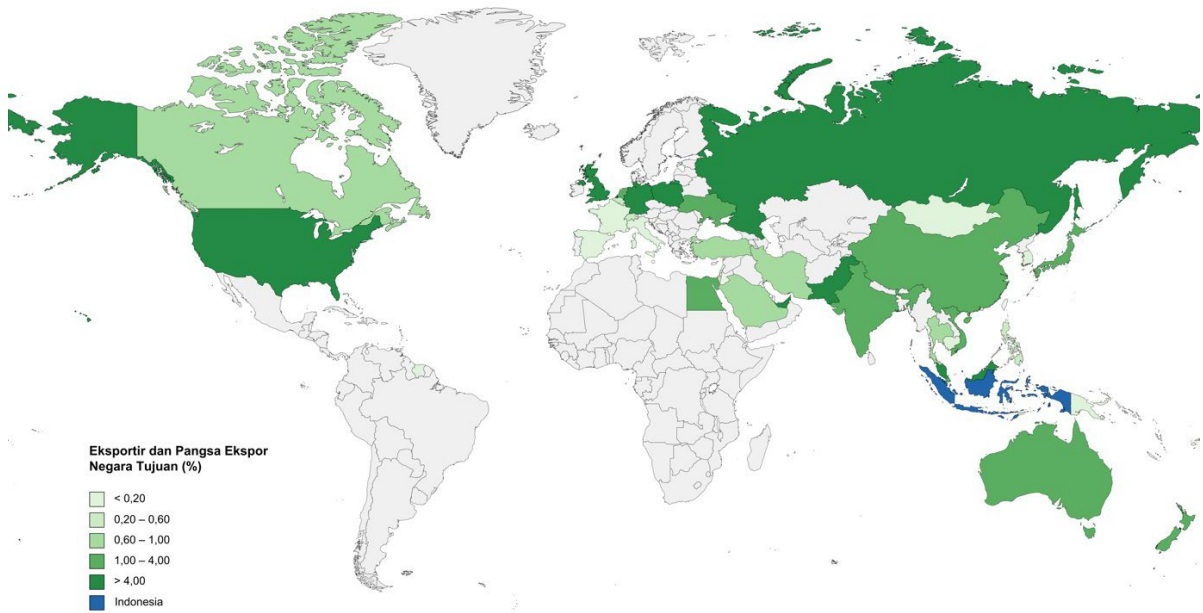 Eksportir dan Pangsa Ekspor
Negara Tujuan (%)
< 0,20
0,20 – 0,60
0,60 – 1,00
1,00 – 4,00
> 4,00
Indonesia